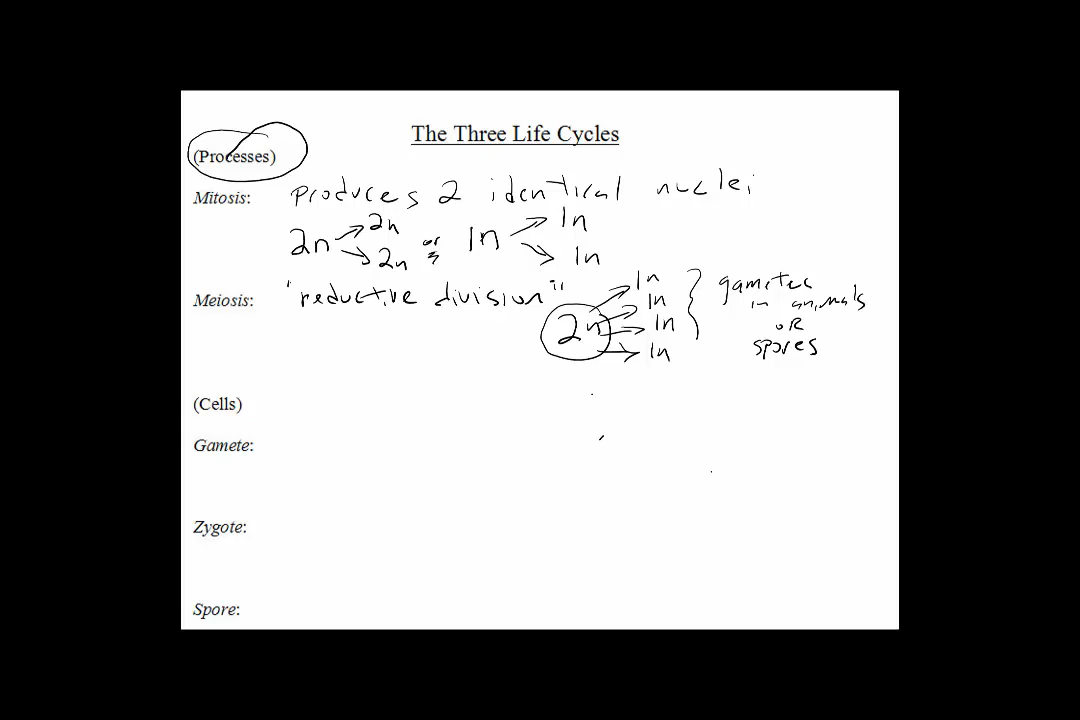 The Three Life Cycles
(Processes)
Mitosis: Produces 2 identical nuclei
2n 2n 2n or 1n 1n 1n
Meiosis: "reductive division" 2n 1n 1n 1n 1n gametes
in animals
OR
spores
(Cells)
Gamete:
Zygote:
Spore: